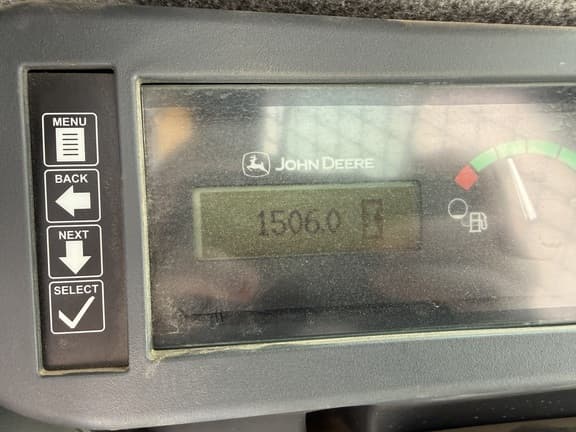 MENU
BACK
NEXT
SELECT
JOHN DEERE
1506.0